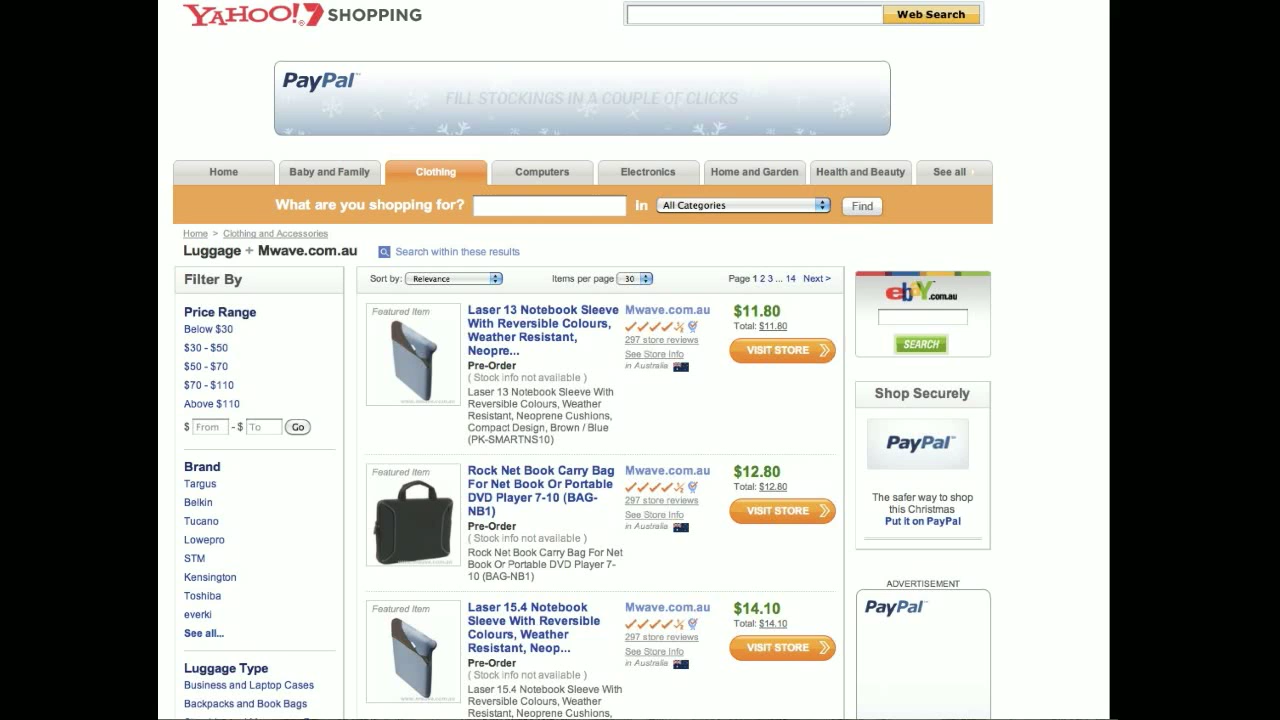 YAHOO!7 SHOPPING
Web Search
PayPal™
FILL STOCKINGS IN A COUPLE OF CLICKS
Home
Baby and Family
Clothing
Computers
Electronics
Home and Garden
Health and Beauty
See all
What are you shopping for?
In
All Categories
Find
Home > Clothing and Accessories
Luggage + Mwave.com.au
Search within these results
Filter By
Price Range
Below $30
$30 - $50
$50 - $70
$70 - $110
Above $110
$ From - $ To Go
Brand
Targus
Belkin
Tucano
Lowepro
STM
Kensington
Toshiba
everki
See all...
Luggage Type
Business and Laptop Cases
Backpacks and Book Bags
Sort by: Relevance
Items per page 30
Page 1 2 3 ... 14 Next >
Featured Item
Laser 13 Notebook Sleeve
With Reversible Colours,
Weather Resistant,
Neopre...
Pre-Order
( Stock info not available )
Laser 13 Notebook Sleeve With
Reversible Colours, Weather
Resistant, Neoprene Cushions,
Compact Design, Brown / Blue
(PK-SMARTNS10)
Mwave.com.au
297 store reviews
See Store Info
in Australia
$11.80
Total: $11.80
VISIT STORE
Featured Item
Rock Net Book Carry Bag
For Net Book Or Portable
DVD Player 7-10 (BAG-
NB1)
Pre-Order
( Stock info not available )
Rock Net Book Carry Bag For Net
Book Or Portable DVD Player 7-
10 (BAG-NB1)
Mwave.com.au
297 store reviews
See Store Info
in Australia
$12.80
Total: $12.80
VISIT STORE
Featured Item
Laser 15.4 Notebook
Sleeve With Reversible
Colours, Weather
Resistant, Neop...
Pre-Order
( Stock info not available )
Laser 15.4 Notebook Sleeve With
Reversible Colours, Weather
Resistant, Neoprene Cushions,
Mwave.com.au
297 store reviews
See Store Info
in Australia
$14.10
Total: $14.10
VISIT STORE
ebY.com.au
SEARCH
Shop Securely
PayPal™
The safer way to shop
this Christmas
Put it on PayPal
ADVERTISEMENT
PayPal™